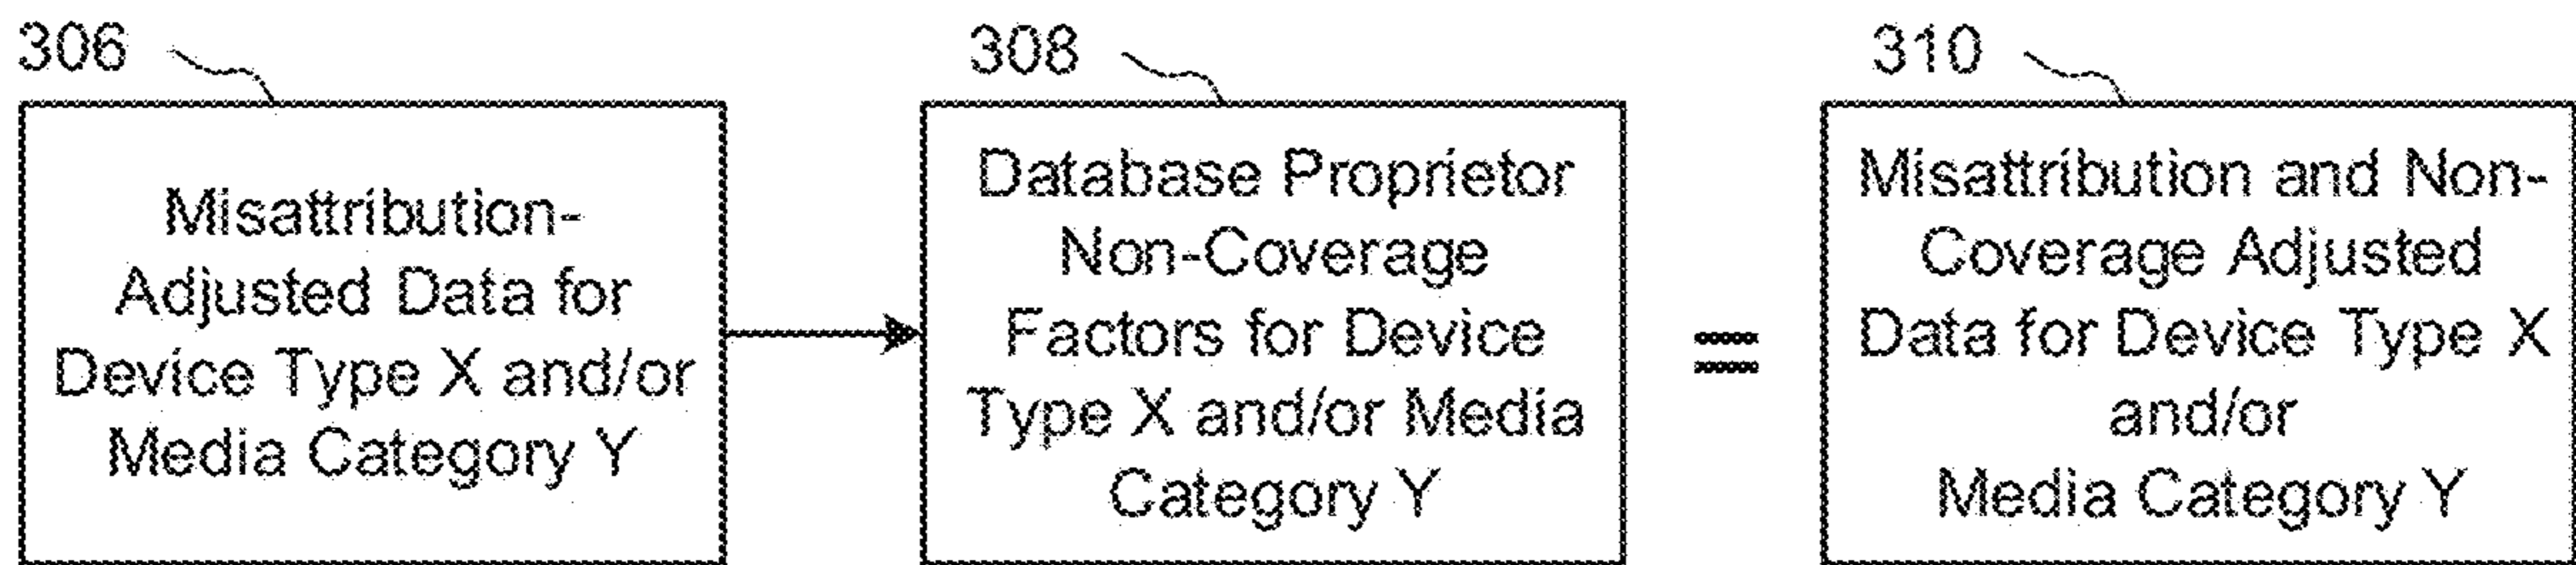 306
308
310
Misattribution-
Adjusted Data for
Device Type X and/or
Media Category Y
Database Proprietor
Non-Coverage
Factors for Device
Type X and/or Media
Category Y
=
Misattribution and Non-
Coverage Adjusted
Data for Device Type X
and/or
Media Category Y